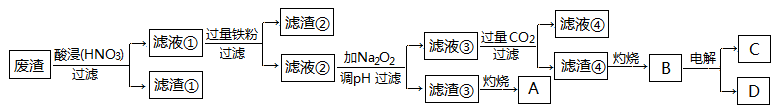 废渣
酸浸(HNO₃)
过滤
滤液①
滤渣①
过量铁粉
过滤
滤渣②
滤液②
加Na₂O₂
调pH 过滤
滤液③
滤渣③
过量CO₂
过滤
灼烧
A
滤液④
滤渣④
灼烧
B
电解
C
D